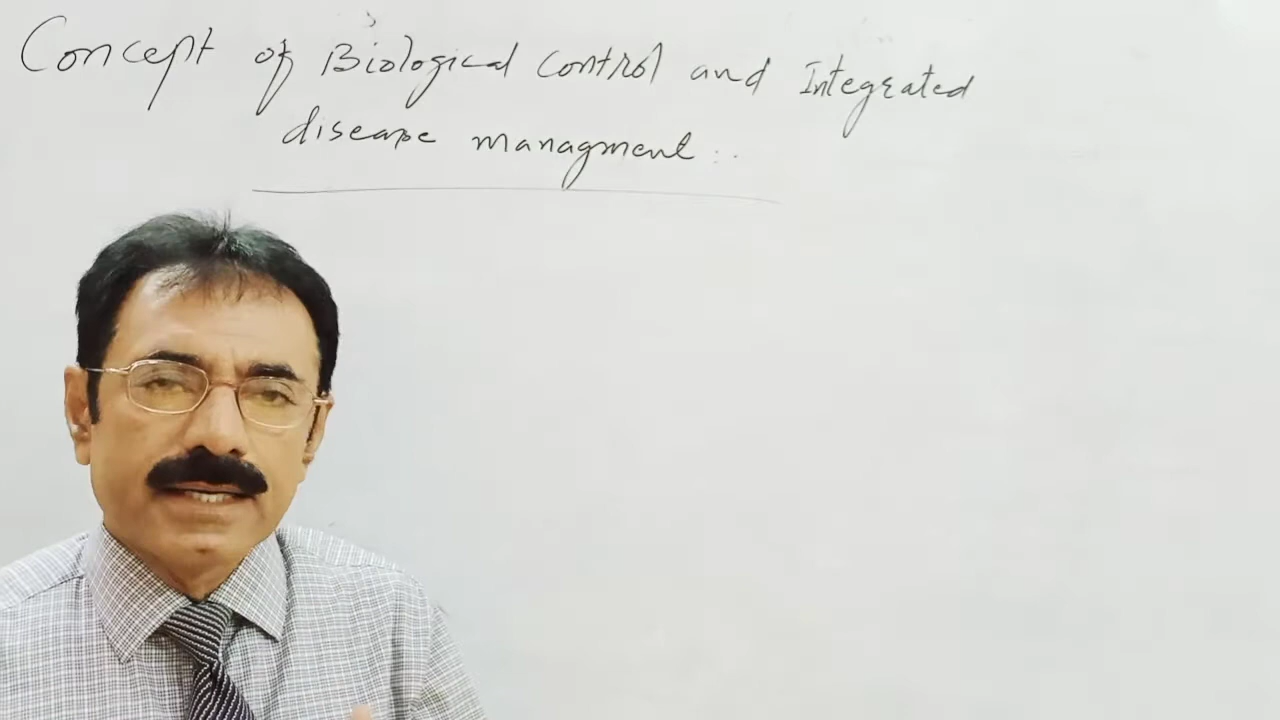 Concept of Biological control and Integrated
disease managment..